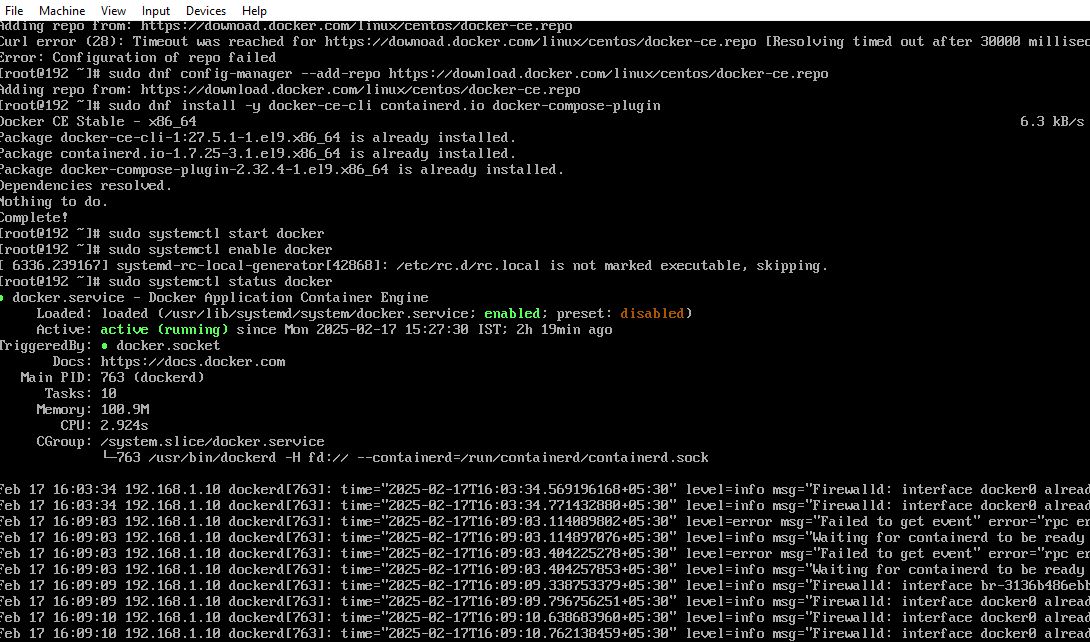 File Machine View Input Devices Help
Adding repo from: https://downoad.docker.com/linux/centos/docker-ce.repo
Curl error (28): Timeout was reached for https://downoad.docker.com/linux/centos/docker-ce.repo [Resolving timed out after 30000 millisec
Error: Configuration of repo failed
[root@192 ~]# sudo dnf config-manager --add-repo https://download.docker.com/linux/centos/docker-ce.repo
Adding repo from: https://download.docker.com/linux/centos/docker-ce.repo
[root@192 ~]# sudo dnf install -y docker-ce-cli containerd.io docker-compose-plugin
Docker CE Stable - x86_64 6.3 kB/s
Package docker-ce-cli-1:27.5.1-1.el9.x86_64 is already installed.
Package containerd.io-1.7.25-3.1.el9.x86_64 is already installed.
Package docker-compose-plugin-2.32.4-1.el9.x86_64 is already installed.
Dependencies resolved.
Nothing to do.
Complete!
[root@192 ~]# sudo systemctl start docker
[root@192 ~]# sudo systemctl enable docker
[ 6336.239167] systemd-rc-local-generator[42868]: /etc/rc.d/rc.local is not marked executable, skipping.
[root@192 ~]# sudo systemctl status docker
● docker.service - Docker Application Container Engine
Loaded: loaded (/usr/lib/systemd/system/docker.service; enabled; preset: disabled)
Active: active (running) since Mon 2025-02-17 15:27:30 IST; 2h 19min ago
TriggeredBy: ● docker.socket
Docs: https://docs.docker.com
Main PID: 763 (dockerd)
Tasks: 10
Memory: 100.9M
CPU: 2.924s
CGroup: /system.slice/docker.service
└─763 /usr/bin/dockerd -H fd:// --containerd=/run/containerd/containerd.sock
Feb 17 16:03:34 192.168.1.10 dockerd[763]: time="2025-02-17T16:03:34.569196168+05:30" level=info msg="Firewalld: interface docker0 alread
Feb 17 16:03:34 192.168.1.10 dockerd[763]: time="2025-02-17T16:03:34.771432880+05:30" level=info msg="Firewalld: interface docker0 alread
Feb 17 16:09:03 192.168.1.10 dockerd[763]: time="2025-02-17T16:09:03.114089802+05:30" level=error msg="Failed to get event" error="rpc er
Feb 17 16:09:03 192.168.1.10 dockerd[763]: time="2025-02-17T16:09:03.114897076+05:30" level=info msg="Waiting for containerd to be ready
Feb 17 16:09:03 192.168.1.10 dockerd[763]: time="2025-02-17T16:09:03.404225278+05:30" level=error msg="Failed to get event" error="rpc er
Feb 17 16:09:03 192.168.1.10 dockerd[763]: time="2025-02-17T16:09:03.404257853+05:30" level=info msg="Waiting for containerd to be ready
Feb 17 16:09:09 192.168.1.10 dockerd[763]: time="2025-02-17T16:09:09.338753379+05:30" level=info msg="Firewalld: interface br-3136b486ebb
Feb 17 16:09:09 192.168.1.10 dockerd[763]: time="2025-02-17T16:09:09.796756251+05:30" level=info msg="Firewalld: interface docker0 alread
Feb 17 16:09:10 192.168.1.10 dockerd[763]: time="2025-02-17T16:09:10.638683960+05:30" level=info msg="Firewalld: interface docker0 alread
Feb 17 16:09:10 192.168.1.10 dockerd[763]: time="2025-02-17T16:09:10.762138459+05:30" level=info msg="Firewalld: interface docker0 alread